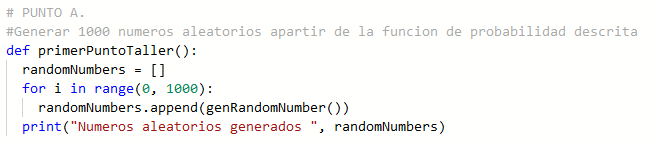 # PUNTO A.
#Generar 1000 numeros aleatorios apartir de la funcion de probabilidad descrita
def primerPuntoTaller():
  randomNumbers = []
  for i in range(0, 1000):
    randomNumbers.append(genRandomNumber())
  print("Numeros aleatorios generados ", randomNumbers)